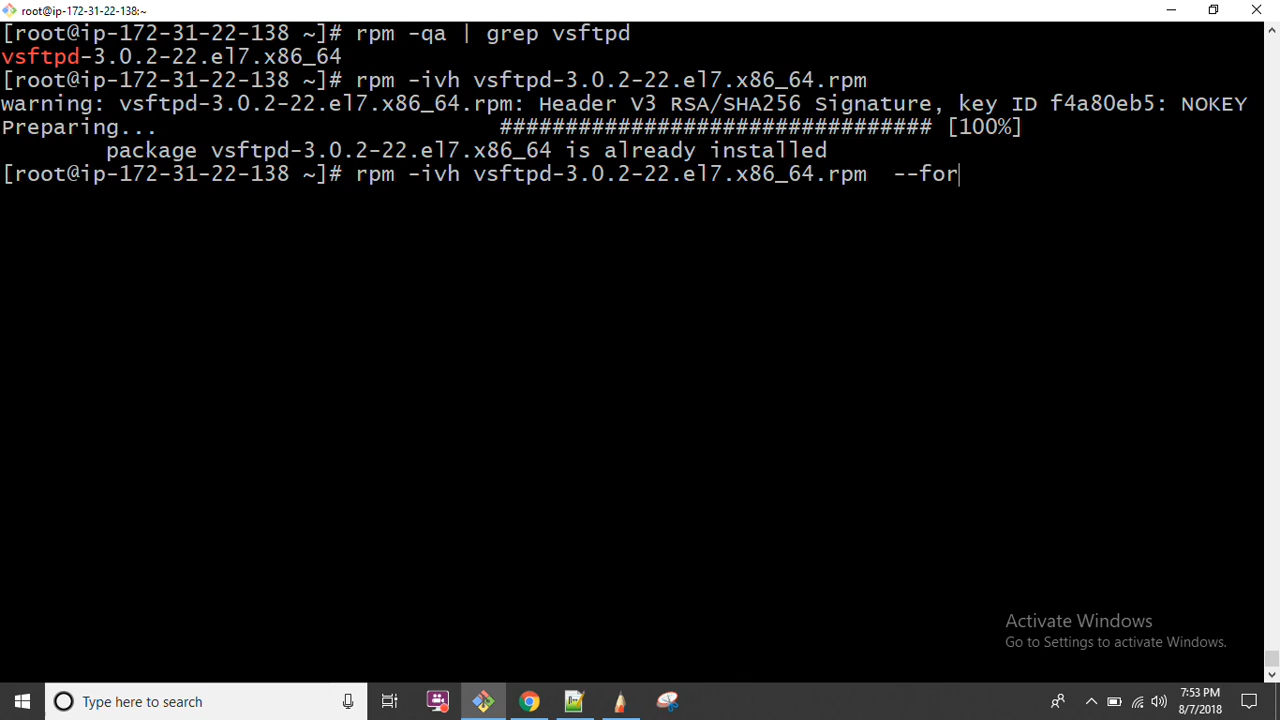 root@ip-172-31-22-138:~
[root@ip-172-31-22-138 ~]# rpm -qa | grep vsftpd
vsftpd-3.0.2-22.el7.x86_64
[root@ip-172-31-22-138 ~]# rpm -ivh vsftpd-3.0.2-22.el7.x86_64.rpm
warning: vsftpd-3.0.2-22.el7.x86_64.rpm: Header V3 RSA/SHA256 Signature, key ID f4a80eb5: NOKEY
Preparing... ################################# [100%]
package vsftpd-3.0.2-22.el7.x86_64 is already installed
[root@ip-172-31-22-138 ~]# rpm -ivh vsftpd-3.0.2-22.el7.x86_64.rpm  --for
Activate Windows
Go to Settings to activate Windows.
Type here to search
7:53 PM
8/7/2018